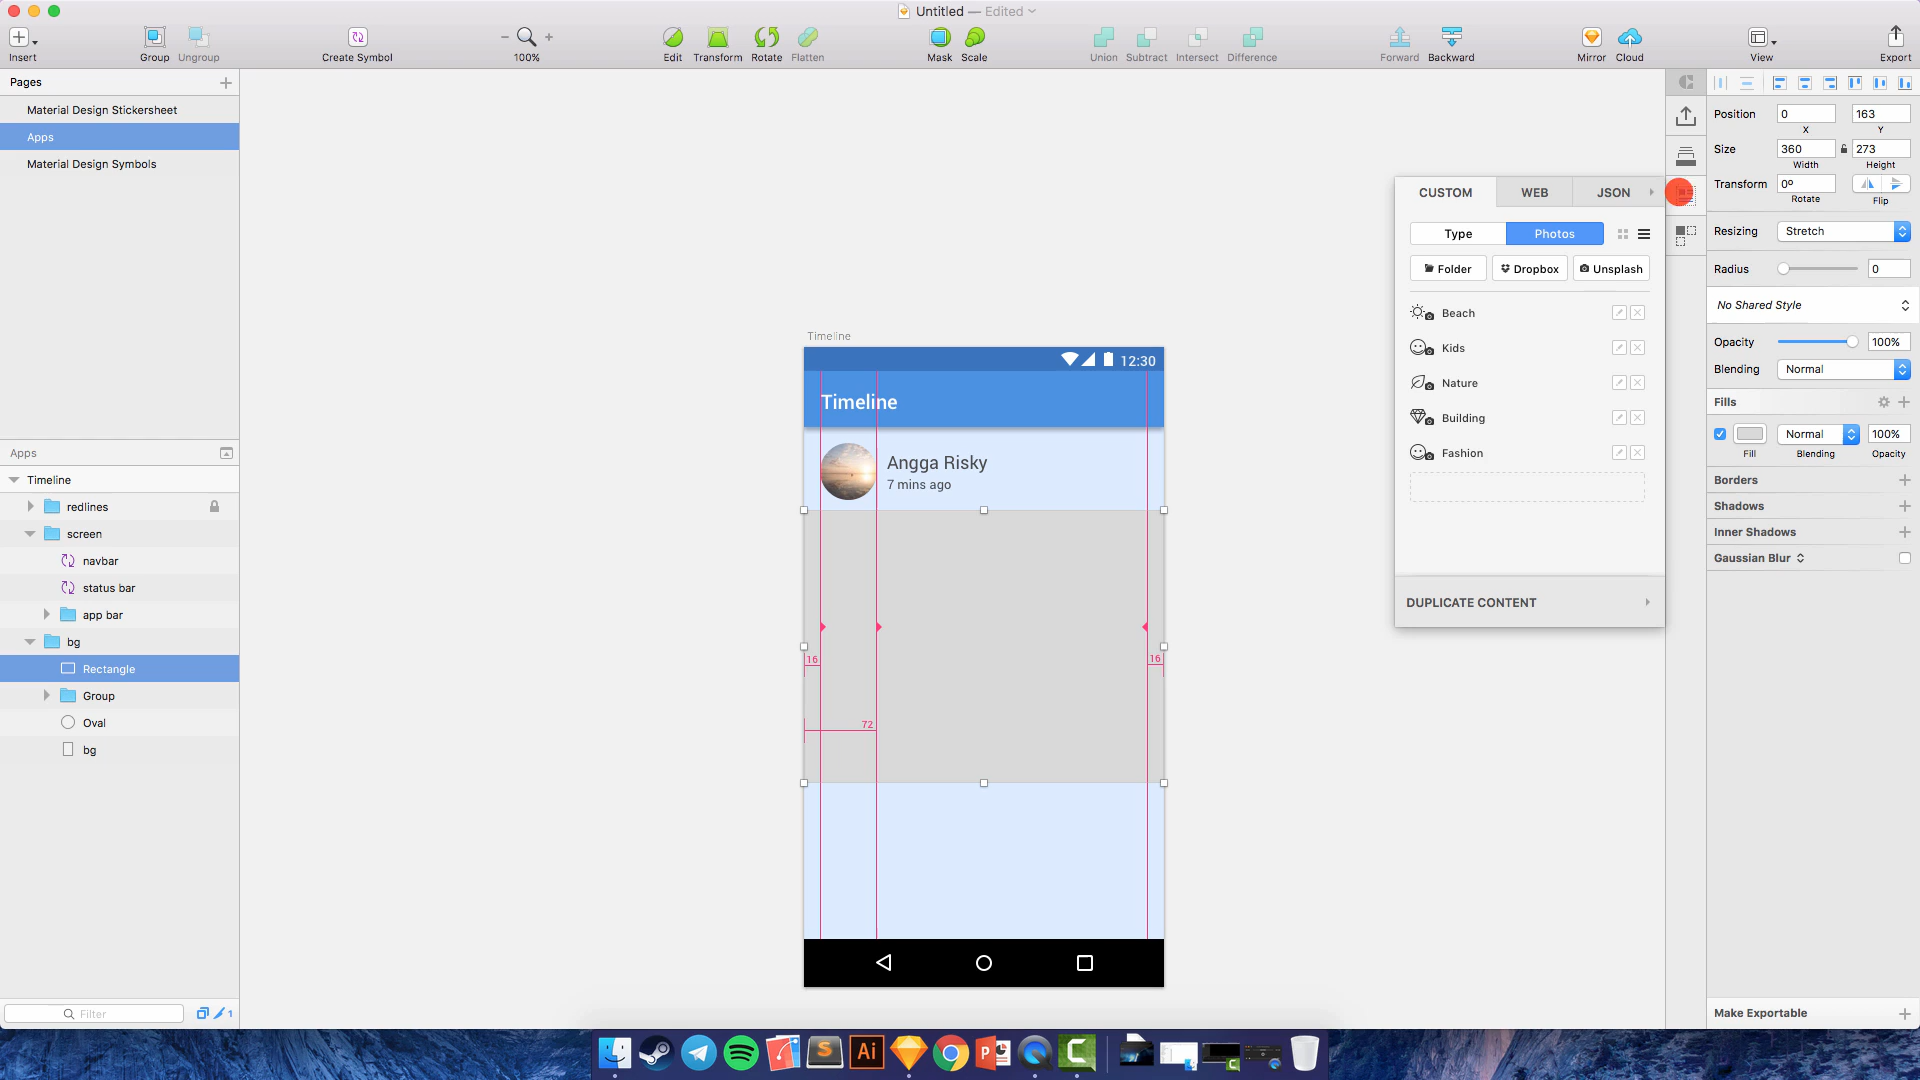 Untitled — Edited
Insert
Group
Ungroup
Create Symbol
100%
Edit
Transform
Rotate
Flatten
Mask
Scale
Union
Subtract
Intersect
Difference
Forward
Backward
Mirror
Cloud
View
Export
Pages
Material Design Stickersheet
Apps
Material Design Symbols
Apps
Timeline
redlines
screen
navbar
status bar
app bar
bg
Rectangle
Group
Oval
bg
Filter
1
Timeline
12:30
Timeline
Angga Risky
7 mins ago
16
16
72
CUSTOM
WEB
JSON
Type
Photos
Folder
Dropbox
Unsplash
Beach
Kids
Nature
Building
Fashion
DUPLICATE CONTENT
Position
0
163
X
Y
Size
360
273
Width
Height
Transform
0º
Rotate
Flip
Resizing
Stretch
Radius
0
No Shared Style
Opacity
100%
Blending
Normal
Fills
Normal
100%
Fill
Blending
Opacity
Borders
Shadows
Inner Shadows
Gaussian Blur
Make Exportable
S
Ai
P
C